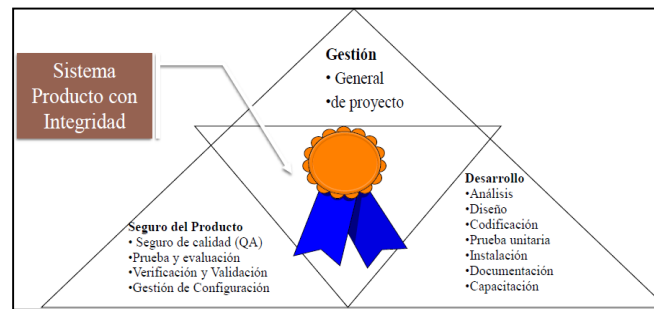 Sistema
Producto con
Integridad
Gestión
• General
•de proyecto
Seguro del Producto
• Seguro de calidad (QA)
•Prueba y evaluación
•Verificación y Validación
•Gestión de Configuración
Desarrollo
•Análisis
•Diseño
•Codificación
•Prueba unitaria
•Instalación
•Documentación
•Capacitación